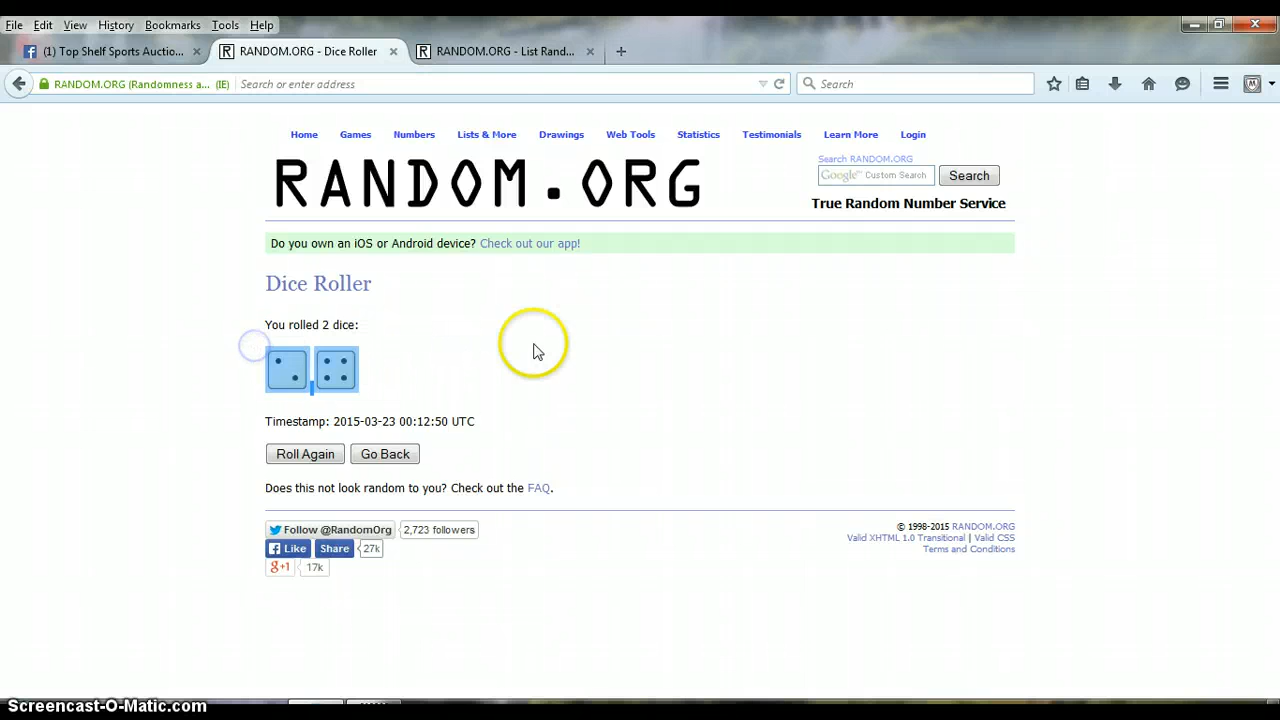 File Edit View History Bookmarks Tools Help
(1) Top Shelf Sports Auctio... RANDOM.ORG - Dice Roller RANDOM.ORG - List Rand...
RANDOM.ORG (Randomness a... (IE) Search or enter address Search
Home Games Numbers Lists & More Drawings Web Tools Statistics Testimonials Learn More Login
RANDOM.ORG
Search RANDOM.ORG
Google™ Custom Search Search
True Random Number Service
Do you own an iOS or Android device? Check out our app!
Dice Roller
You rolled 2 dice:
Timestamp: 2015-03-23 00:12:50 UTC
Roll Again Go Back
Does this not look random to you? Check out the FAQ.
Follow @RandomOrg 2,723 followers
Like Share 27k
g+1 17k
© 1998-2015 RANDOM.ORG
Valid XHTML 1.0 Transitional | Valid CSS
Terms and Conditions
Screencast-O-Matic.com